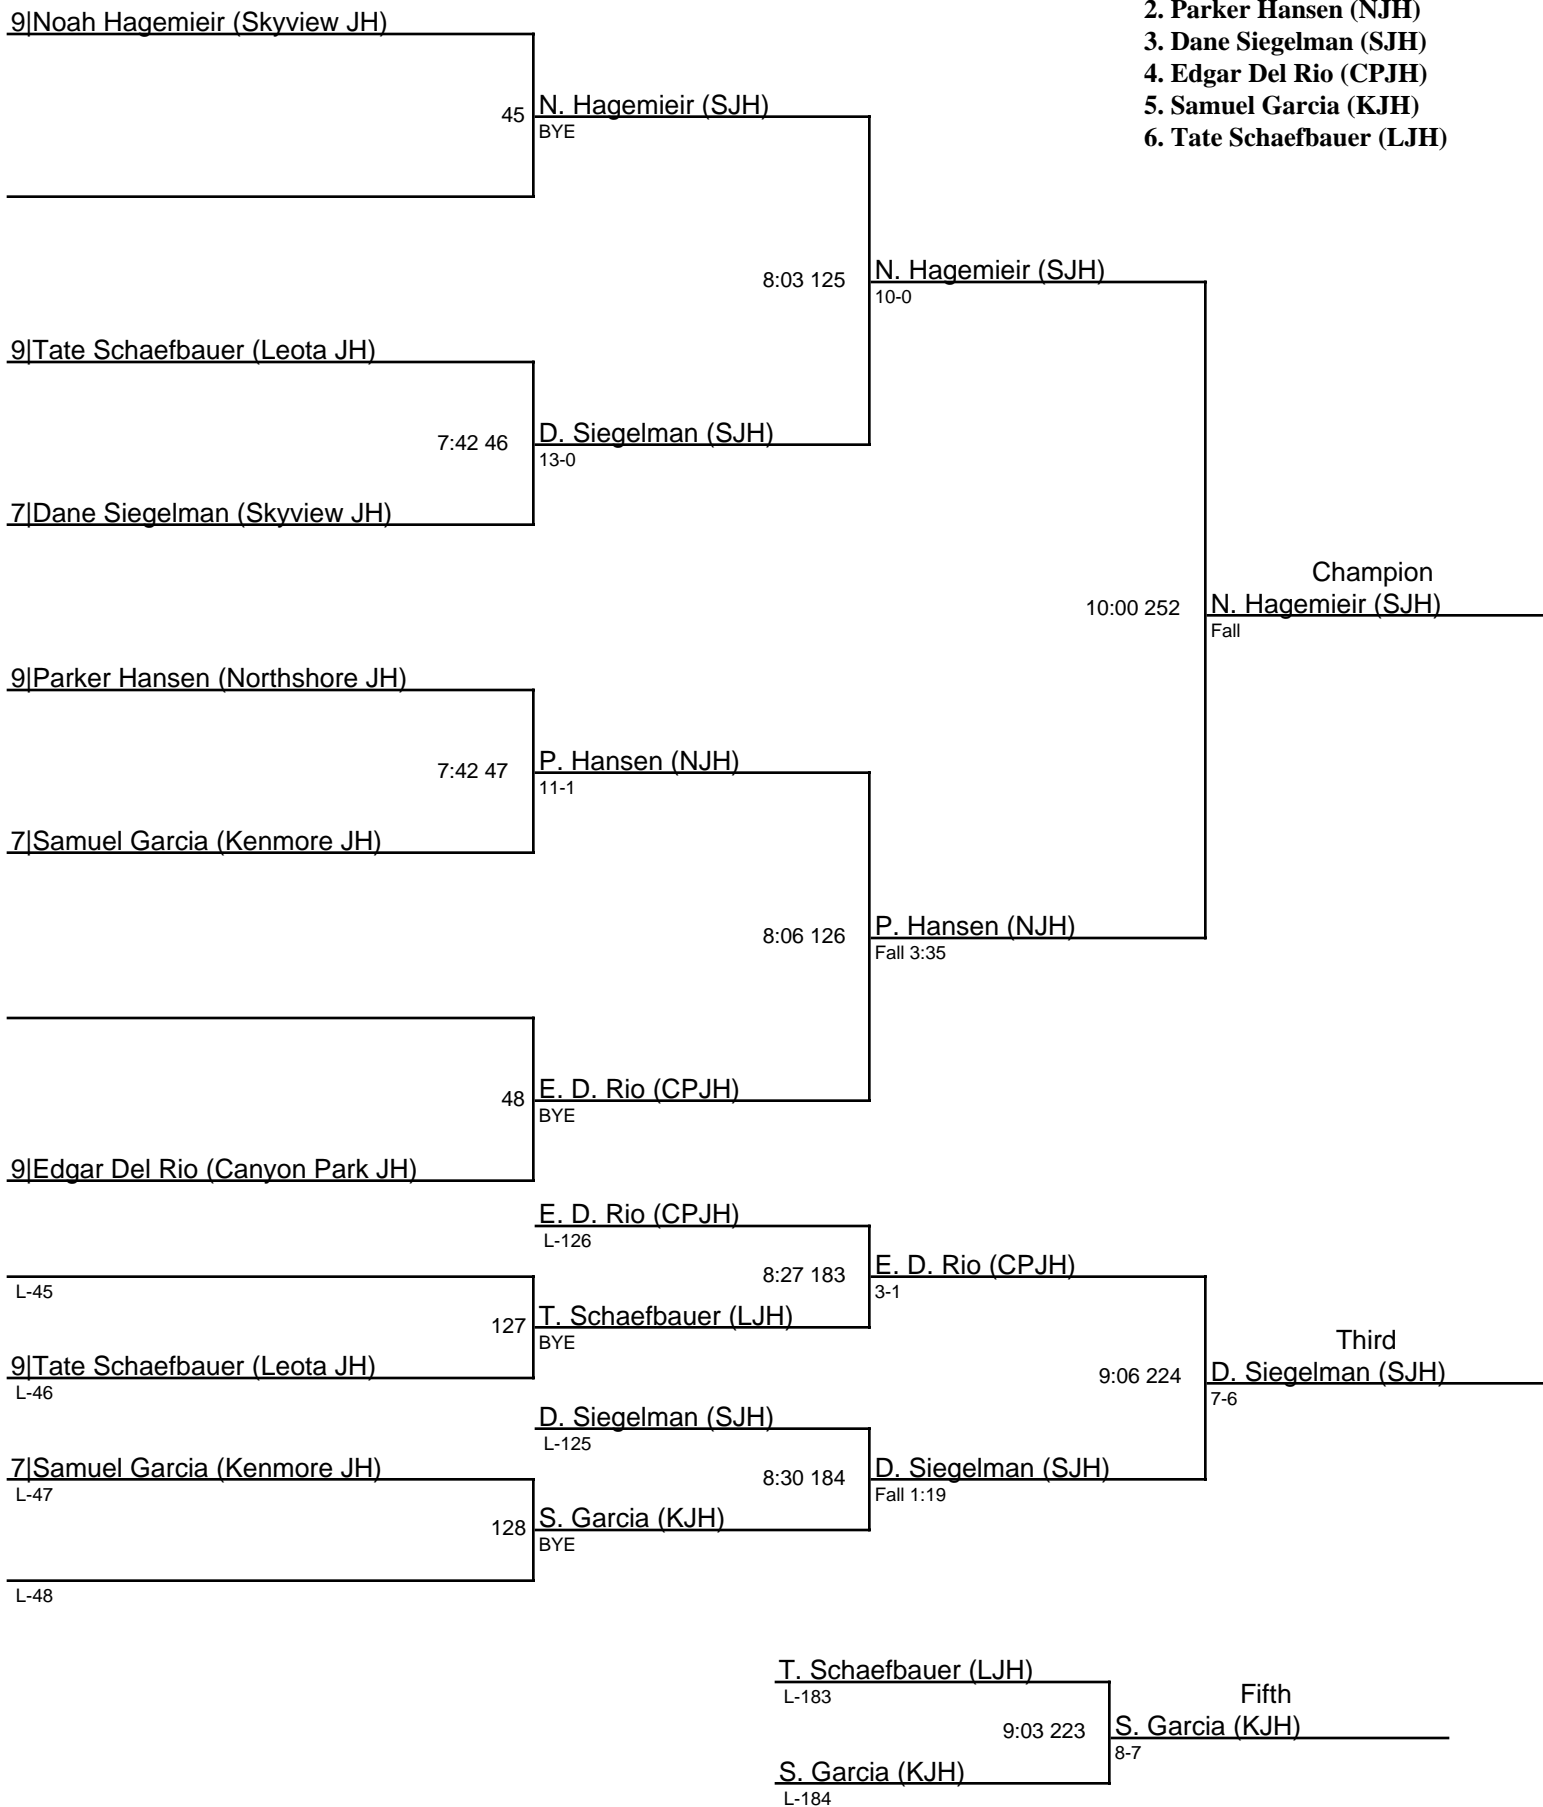 9|Noah Hagemieir (Skyview JH)
2. Parker Hansen (NJH)
3. Dane Siegelman (SJH)
4. Edgar Del Rio (CPJH)
5. Samuel Garcia (KJH)
6. Tate Schaefbauer (LJH)
45
N. Hagemieir (SJH)
BYE
8:03 125
N. Hagemieir (SJH)
10-0
9|Tate Schaefbauer (Leota JH)
7:42 46
D. Siegelman (SJH)
13-0
7|Dane Siegelman (Skyview JH)
Champion
10:00 252
N. Hagemieir (SJH)
Fall
9|Parker Hansen (Northshore JH)
7:42 47
P. Hansen (NJH)
11-1
7|Samuel Garcia (Kenmore JH)
8:06 126
P. Hansen (NJH)
Fall 3:35
48
E. D. Rio (CPJH)
BYE
9|Edgar Del Rio (Canyon Park JH)
E. D. Rio (CPJH)
L-126
8:27 183
E. D. Rio (CPJH)
3-1
L-45
127
T. Schaefbauer (LJH)
BYE
9|Tate Schaefbauer (Leota JH)
L-46
Third
9:06 224
D. Siegelman (SJH)
7-6
D. Siegelman (SJH)
L-125
8:30 184
D. Siegelman (SJH)
Fall 1:19
7|Samuel Garcia (Kenmore JH)
L-47
128
S. Garcia (KJH)
BYE
L-48
T. Schaefbauer (LJH)
L-183
Fifth
9:03 223
S. Garcia (KJH)
8-7
S. Garcia (KJH)
L-184